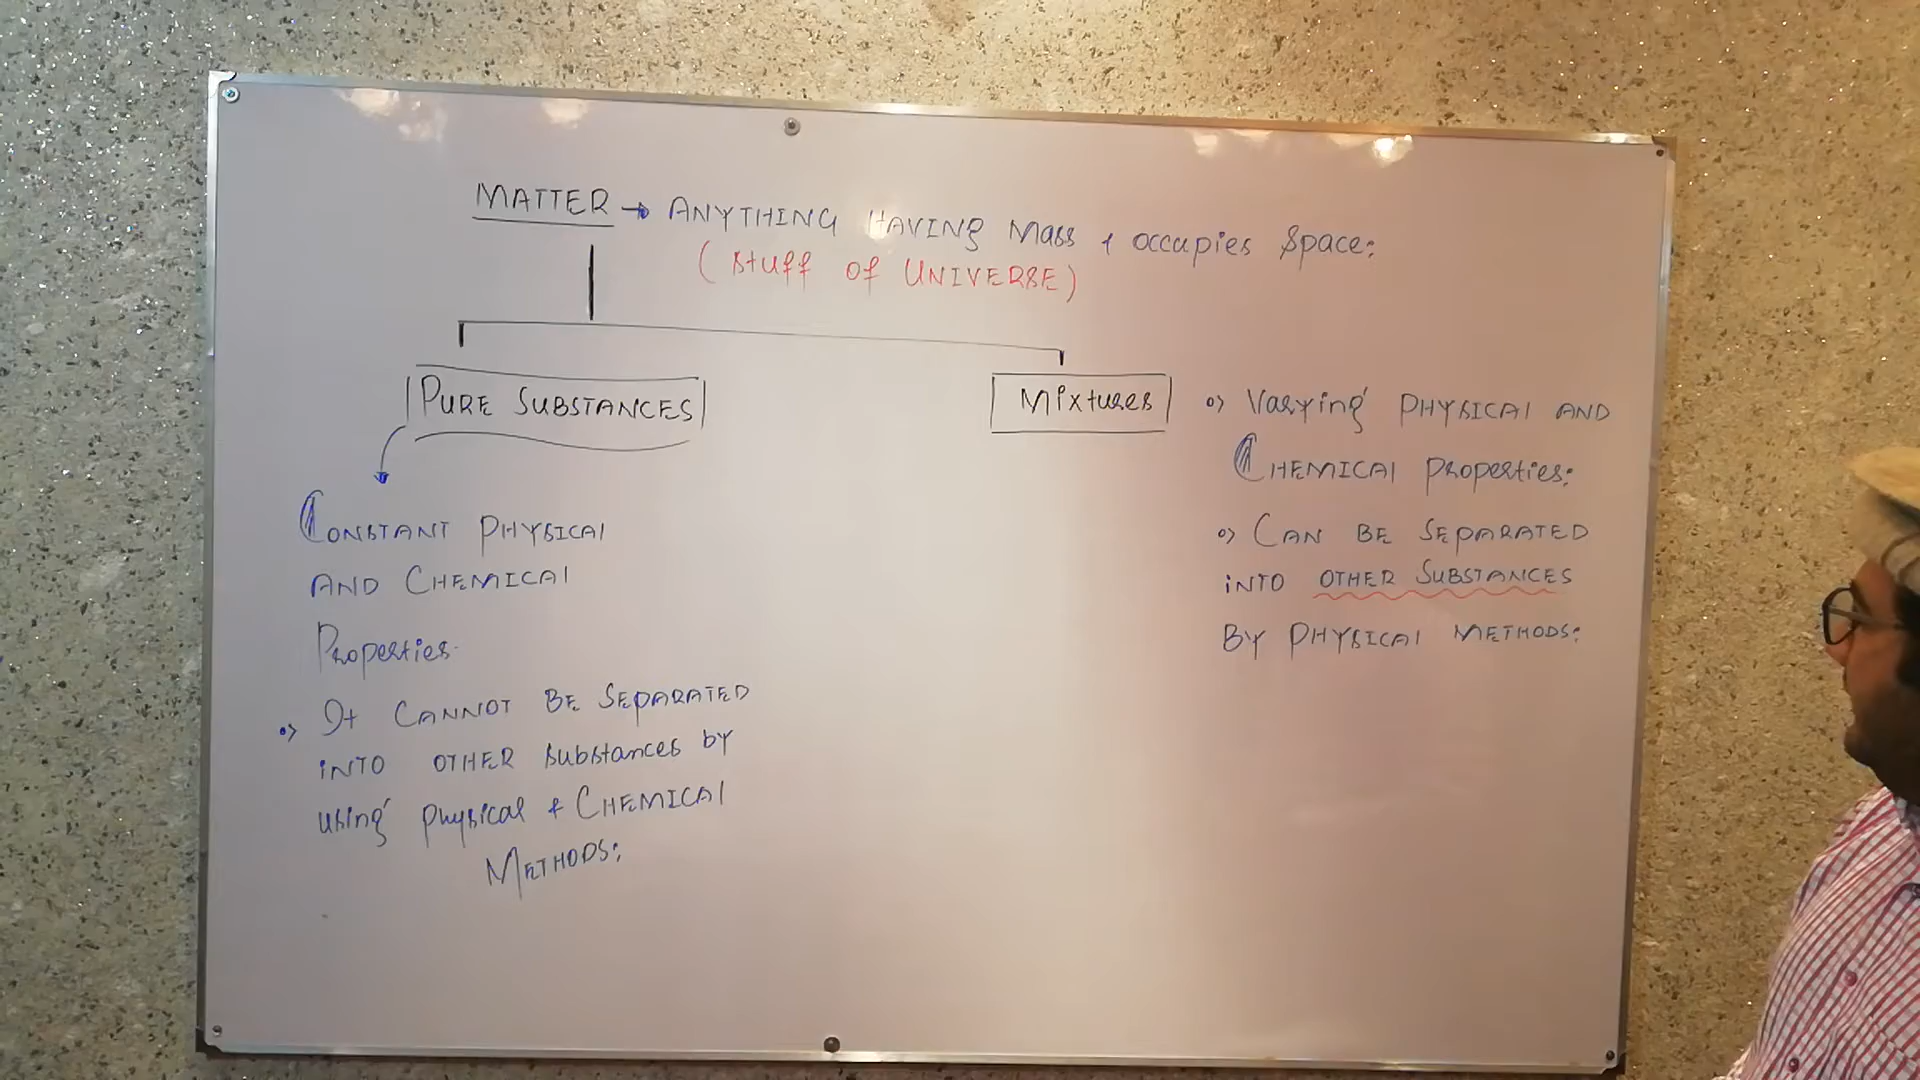 MATTER → ANYTHING HAVING MASS & OCCUPIES SPACE:
(STUFF OF UNIVERSE)
PURE SUBSTANCES
CONSTANT PHYSICAL
AND CHEMICAL
PROPERTIES.
It CANNOT BE SEPARATED
INTO OTHER SUBSTANCES by
using physical & CHEMICAL
METHODS:
Mixtures
Varying PHYSICAL AND
CHEMICAL PROPERTIES:
CAN BE SEPARATED
INTO OTHER SUBSTANCES
BY PHYSICAL METHODS: